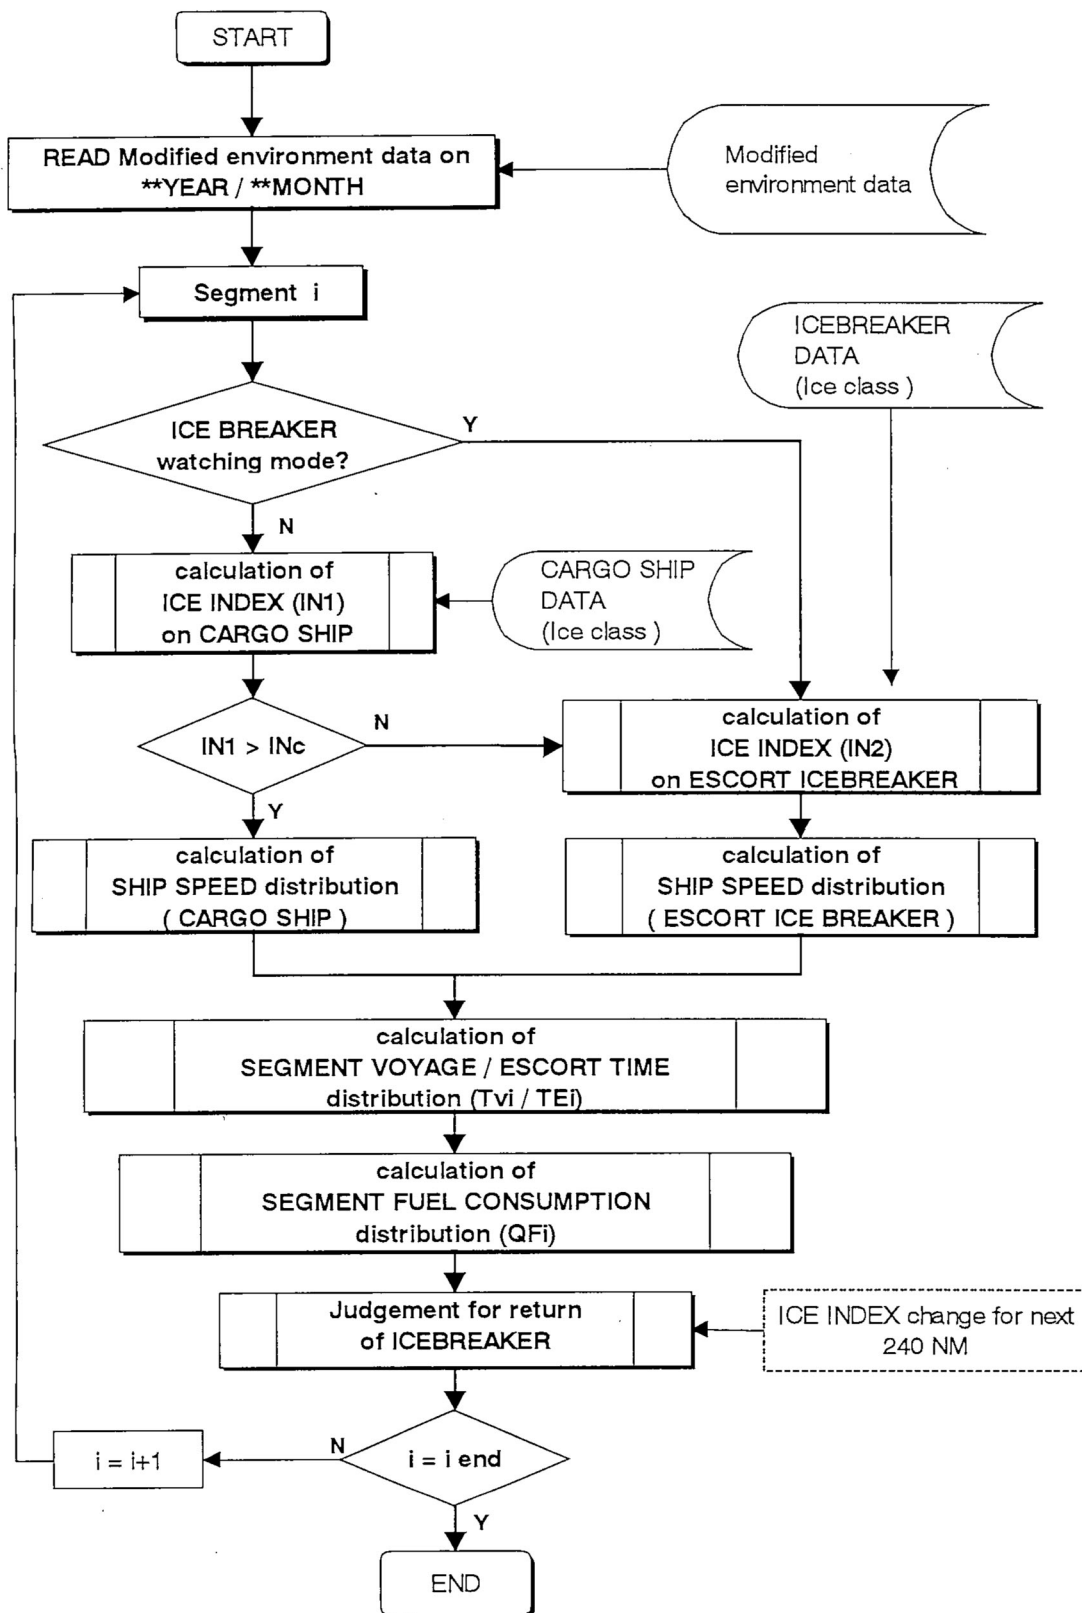 START
READ Modified environment data on
**YEAR / **MONTH
Modified
environment data
Segment i
ICEBREAKER
DATA
(Ice class )
ICE BREAKER
watching mode?
Y
N
calculation of
ICE INDEX (IN1)
on CARGO SHIP
CARGO SHIP
DATA
(Ice class )
IN1 > INc
N
Y
calculation of
ICE INDEX (IN2)
on ESCORT ICEBREAKER
calculation of
SHIP SPEED distribution
( CARGO SHIP )
calculation of
SHIP SPEED distribution
( ESCORT ICE BREAKER )
calculation of
SEGMENT VOYAGE / ESCORT TIME
distribution (Tvi / TEi)
calculation of
SEGMENT FUEL CONSUMPTION
distribution (QFi)
Judgement for return
of ICEBREAKER
ICE INDEX change for next
240 NM
i = i+1
N
i = i end
Y
END